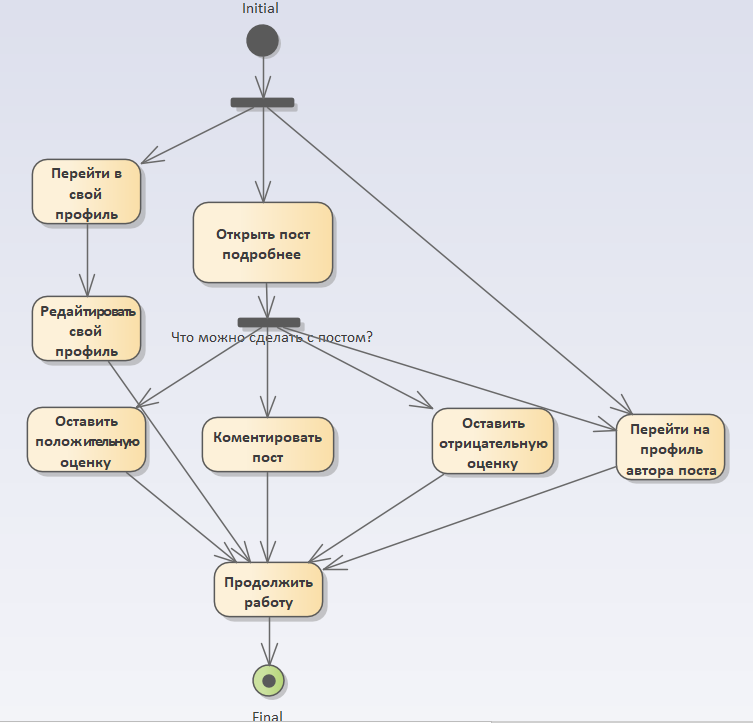 Initial
Перейти в
свой
профиль
Открыть пост
подробнее
Редайтировать
свой
профиль
Что можно сделать с постом?
Оставить
положительную
оценку
Коментировать
пост
Оставить
отрицательную
оценку
Перейти на
профиль
автора поста
Продолжить
работу
Final